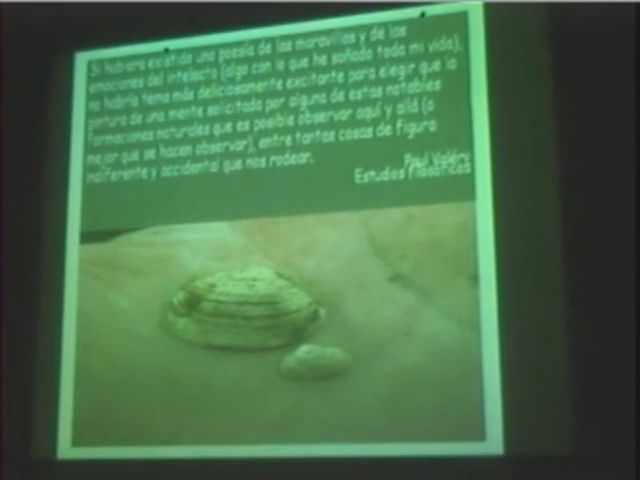 Si hubiera existido una poesía de las maravillas y de las
emociones del intelecto (algo con lo que he soñado toda mi vida),
no habría tema más deliciosamente excitante para elegir que la
pintura de una mente solicitada por alguna de estas notables
formaciones naturales que es posible observar aquí y allá (o
mejor que se hacen observar), entre tantas cosas de figura
indiferente y accidental que nos rodean.
Paul Valéry
Estudios filosóficos